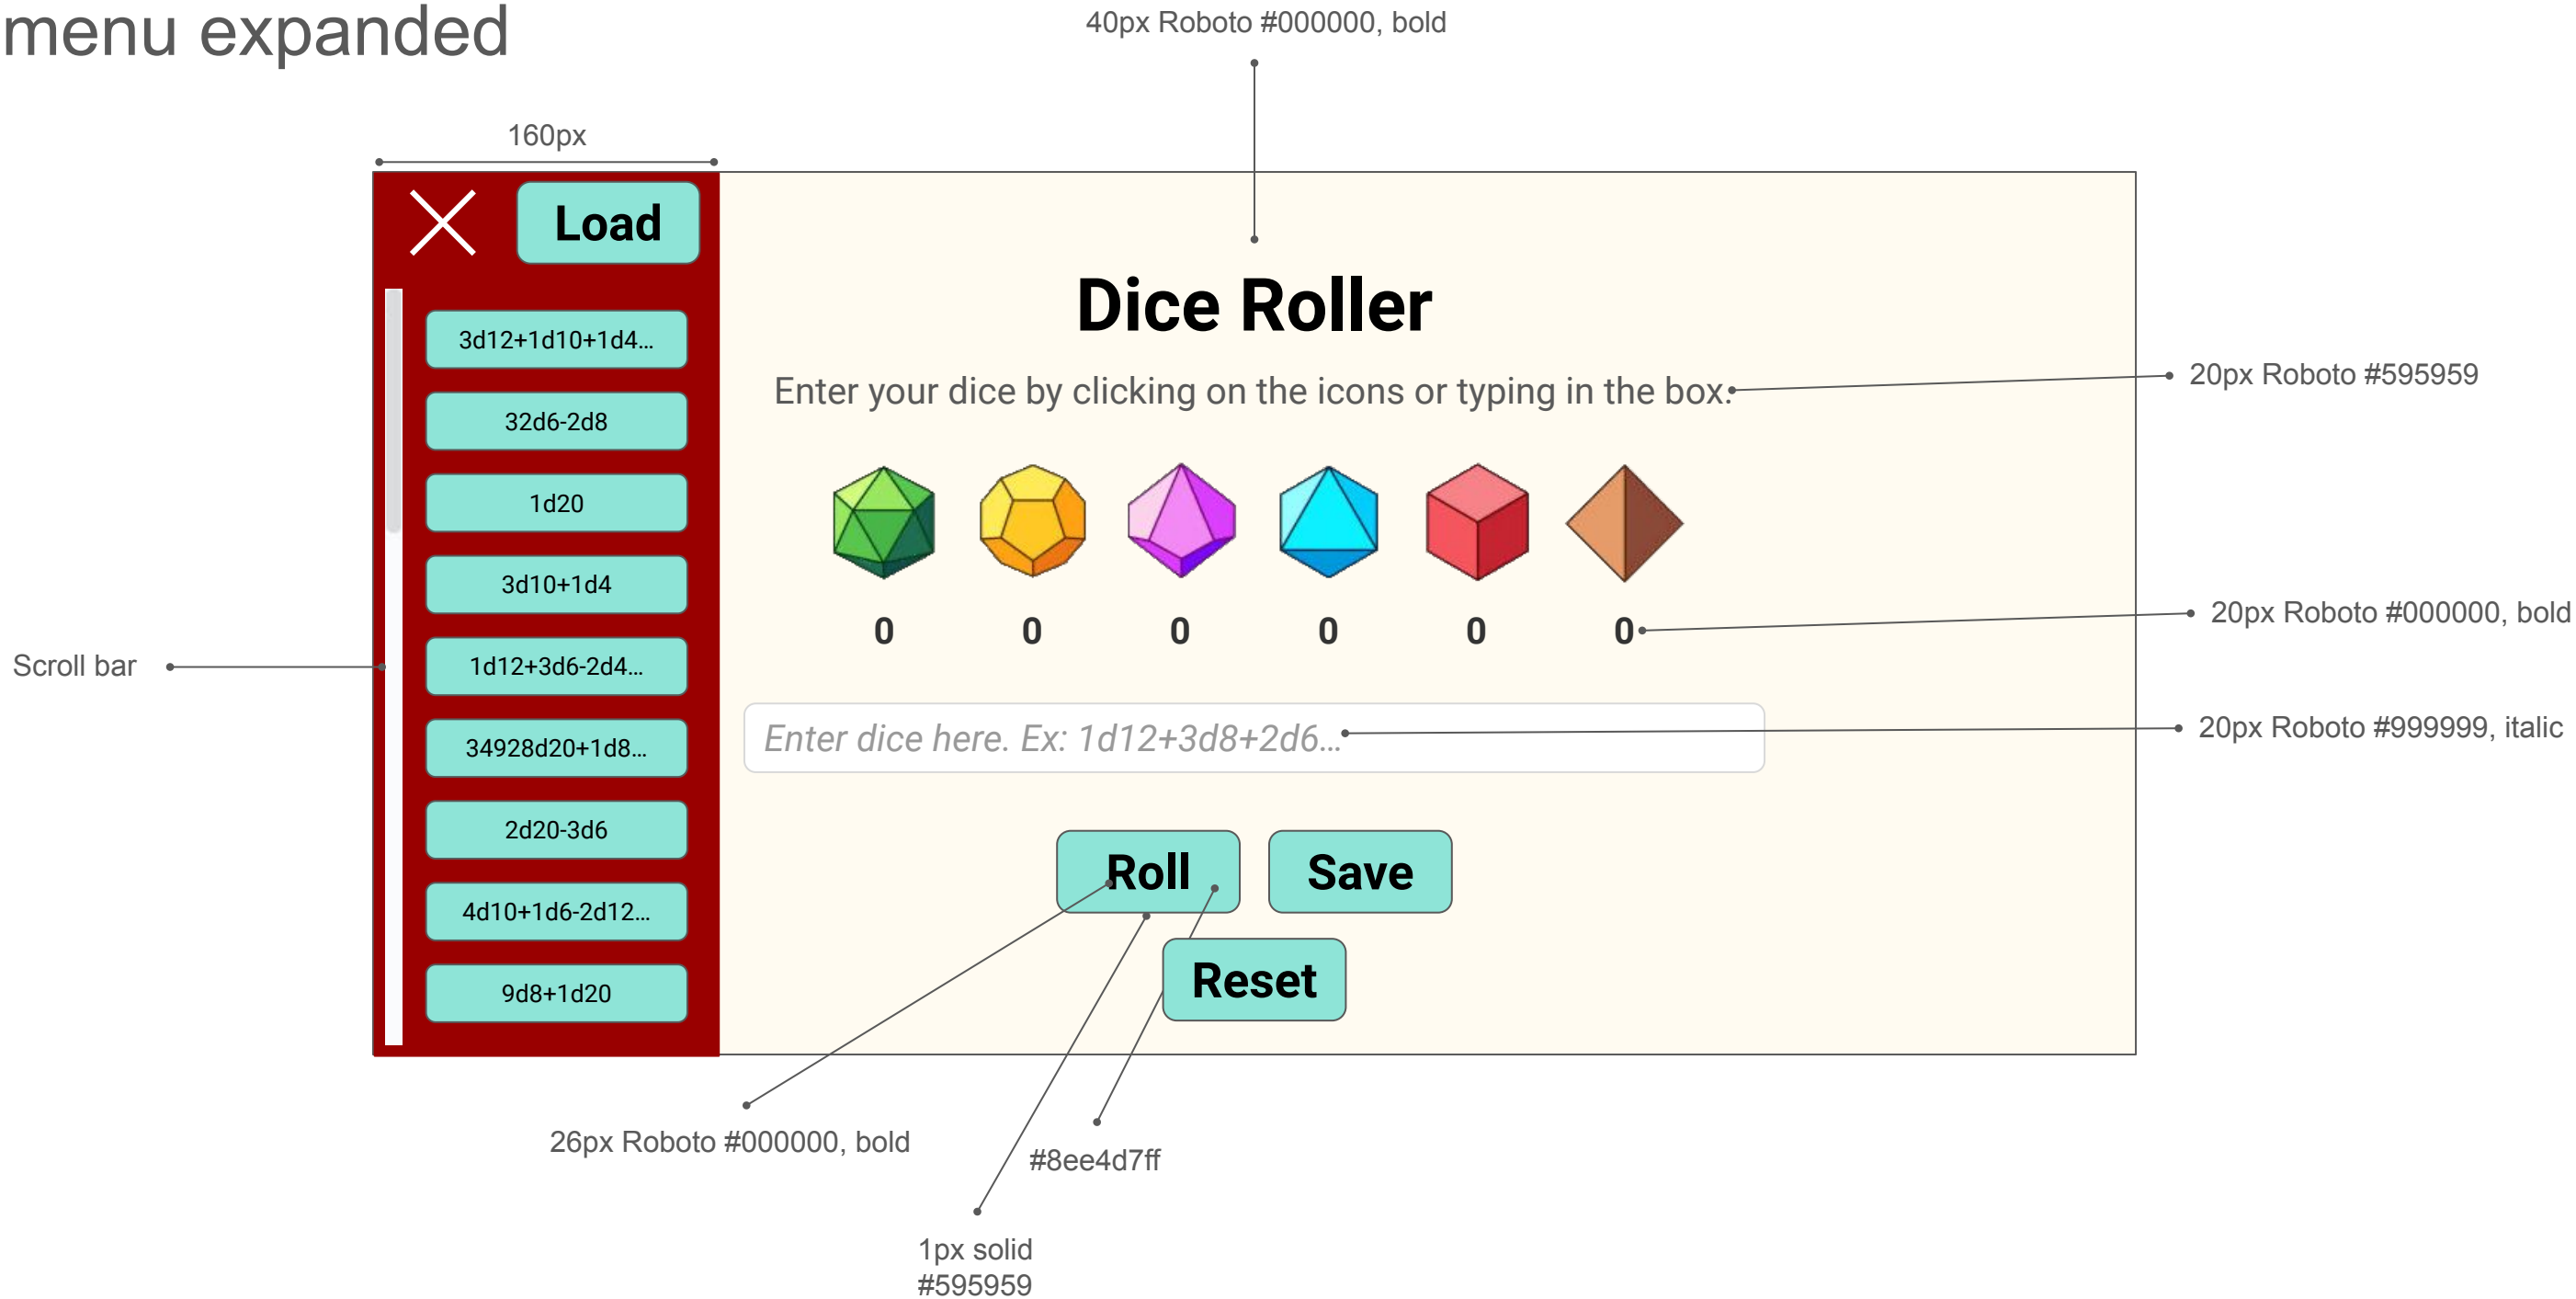 menu expanded
40px Roboto #000000, bold
160px
Load
Dice Roller
3d12+1d10+1d4...
Enter your dice by clicking on the icons or typing in the box.
20px Roboto #595959
32d6-2d8
1d20
3d10+1d4
0 0 0 0 0 0
20px Roboto #000000, bold
Scroll bar
1d12+3d6-2d4...
34928d20+1d8...
Enter dice here. Ex: 1d12+3d8+2d6...
20px Roboto #999999, italic
2d20-3d6
Roll
Save
4d10+1d6-2d12...
Reset
9d8+1d20
26px Roboto #000000, bold
#8ee4d7ff
1px solid
#595959